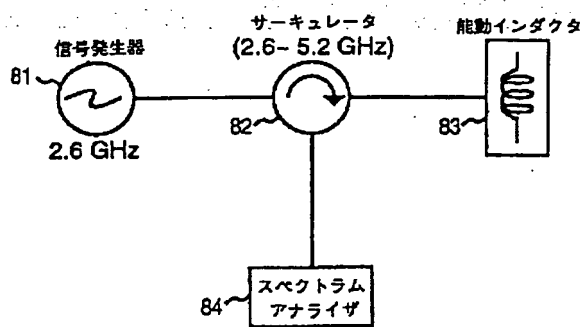 信号発生器
81
2.6 GHz
サーキュレータ
(2.6– 5.2 GHz)
82
能動インダクタ
83
スペクトラム
アナライザ
84